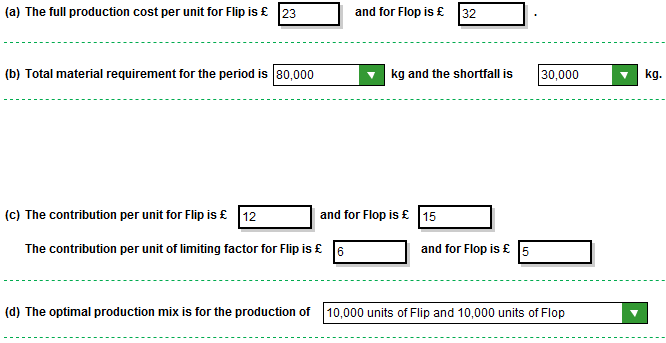 (a) The full production cost per unit for Flip is £ 23 and for Flop is £ 32 .
(b) Total material requirement for the period is 80,000 kg and the shortfall is 30,000 kg.
(c) The contribution per unit for Flip is £ 12 and for Flop is £ 15
The contribution per unit of limiting factor for Flip is £ 6 and for Flop is £ 5
(d) The optimal production mix is for the production of 10,000 units of Flip and 10,000 units of Flop